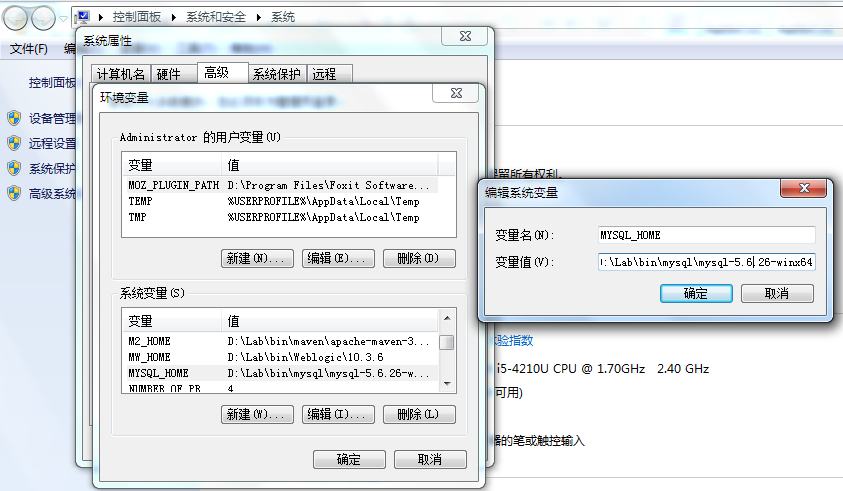 控制面板 ▸ 系统和安全 ▸ 系统
文件(F)
系统属性
控制面板
计算机名 硬件 高级 系统保护 远程
环境变量
设备管理
远程设置
系统保护
高级系统
Administrator 的用户变量(U)
变量 值
MOZ_PLUGIN_PATH D:\Program Files\Foxit Software...
TEMP %USERPROFILE%\AppData\Local\Temp
TMP %USERPROFILE%\AppData\Local\Temp
新建(N)... 编辑(E)... 删除(D)
系统变量(S)
变量 值
M2_HOME D:\Lab\bin\maven\apache-maven-3...
MW_HOME D:\Lab\bin\Weblogic\10.3.6
MYSQL_HOME D:\Lab\bin\mysql\mysql-5.6.26-w...
NUMBER_OF_PR 4
新建(W)... 编辑(I)... 删除(L)
确定 取消
留所有权利。
编辑系统变量
变量名(N): MYSQL_HOME
变量值(V): :\Lab\bin\mysql\mysql-5.6.26-winx64
确定 取消
验指数
i5-4210U CPU @ 1.70GHz 2.40 GHz
可用)
器的笔或触控输入